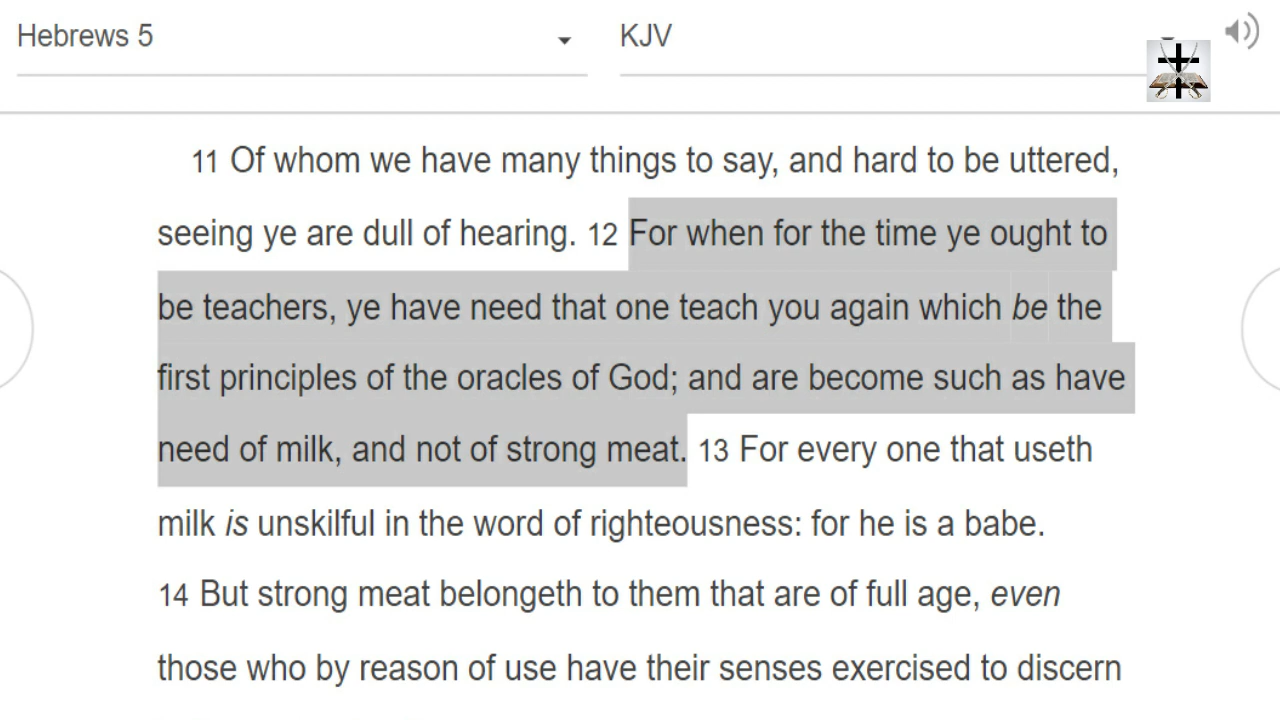 Hebrews 5
KJV
11 Of whom we have many things to say, and hard to be uttered,
seeing ye are dull of hearing. 12 For when for the time ye ought to
be teachers, ye have need that one teach you again which be the
first principles of the oracles of God; and are become such as have
need of milk, and not of strong meat. 13 For every one that useth
milk is unskilful in the word of righteousness: for he is a babe.
14 But strong meat belongeth to them that are of full age, even
those who by reason of use have their senses exercised to discern